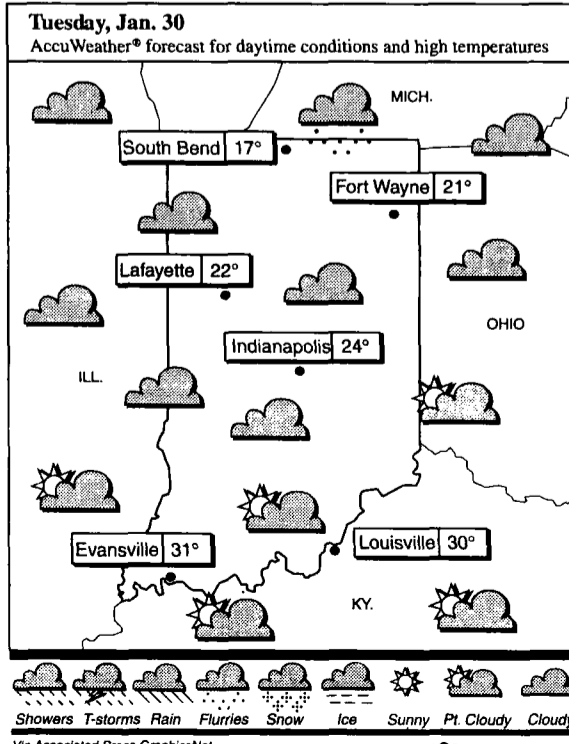 Tuesday, Jan. 30
AccuWeather® forecast for daytime conditions and high temperatures
MICH.
South Bend 17°
Fort Wayne 21°
Lafayette 22°
OHIO
Indianapolis 24°
ILL.
Evansville 31°
Louisville 30°
KY.
Showers T-storms Rain Flurries Snow Ice Sunny Pt. Cloudy Cloudy
Via Associated Press GraphicsNet